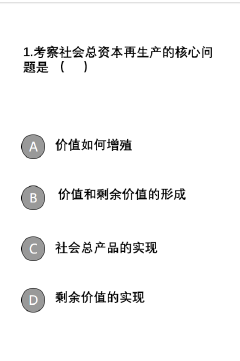 1.考察社会总资本再生产的核心问
题是 （ ）
A 价值如何增殖
B 价值和剩余价值的形成
C 社会总产品的实现
D 剩余价值的实现